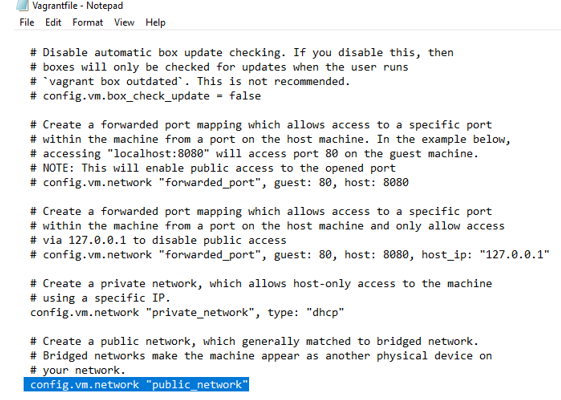 Vagrantfile - Notepad
File Edit Format View Help
# Disable automatic box update checking. If you disable this, then
# boxes will only be checked for updates when the user runs
# `vagrant box outdated`. This is not recommended.
# config.vm.box_check_update = false
# Create a forwarded port mapping which allows access to a specific port
# within the machine from a port on the host machine. In the example below,
# accessing "localhost:8080" will access port 80 on the guest machine.
# NOTE: This will enable public access to the opened port
# config.vm.network "forwarded_port", guest: 80, host: 8080
# Create a forwarded port mapping which allows access to a specific port
# within the machine from a port on the host machine and only allow access
# via 127.0.0.1 to disable public access
# config.vm.network "forwarded_port", guest: 80, host: 8080, host_ip: "127.0.0.1"
# Create a private network, which allows host-only access to the machine
# using a specific IP.
config.vm.network "private_network", type: "dhcp"
# Create a public network, which generally matched to bridged network.
# Bridged networks make the machine appear as another physical device on
# your network.
config.vm.network "public_network"